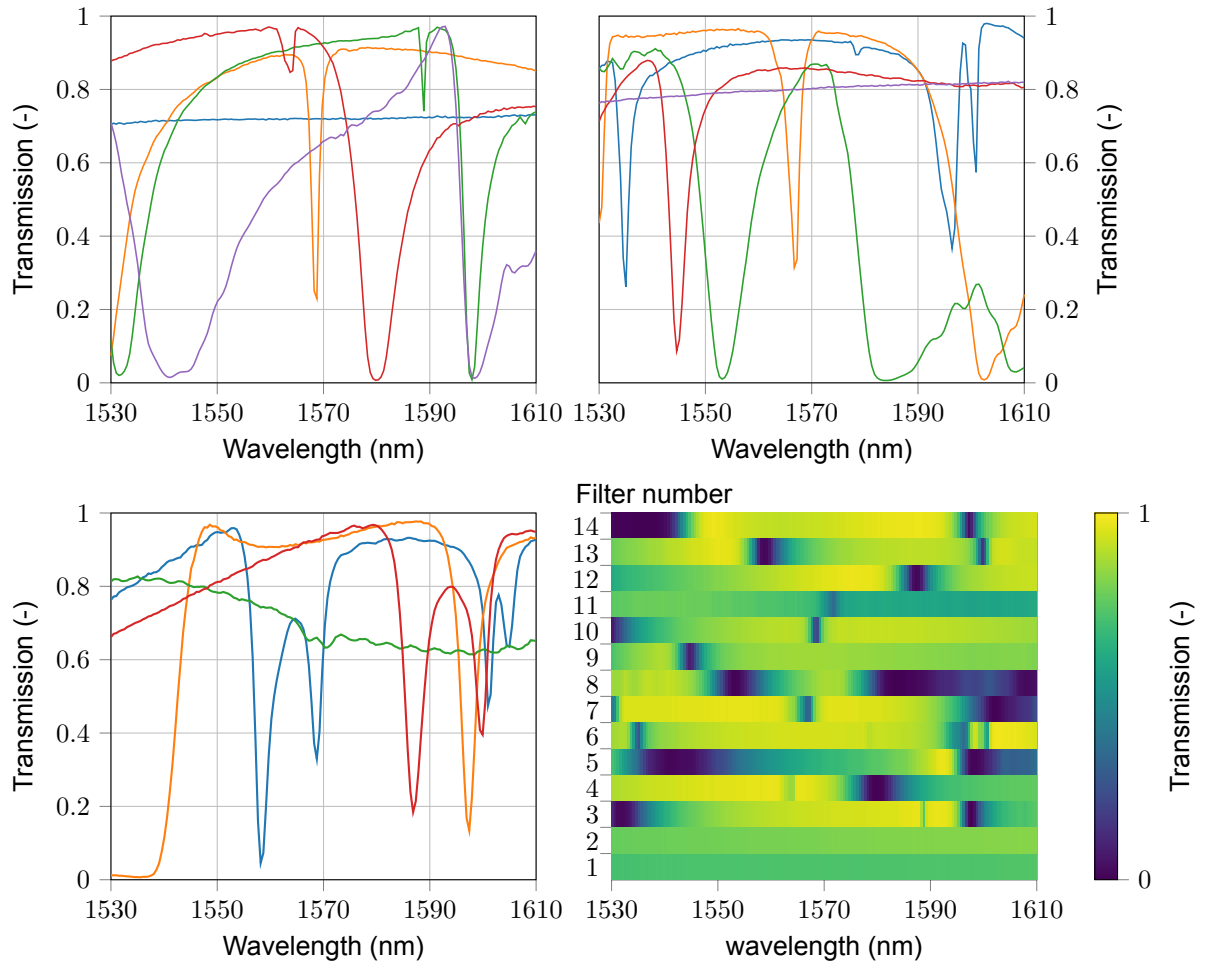 1
0.8
0.6
0.4
0.2
0
Transmission (-)
1530 1550 1570 1590 1610
Wavelength (nm)
1
0.8
0.6
0.4
0.2
0
Transmission (-)
1530 1550 1570 1590 1610
Wavelength (nm)
1
0.8
0.6
0.4
0.2
0
Transmission (-)
1530 1550 1570 1590 1610
Wavelength (nm)
Filter number
14
13
12
11
10
9
8
7
6
5
4
3
2
1
1530 1550 1570 1590 1610
wavelength (nm)
1
0
Transmission (-)